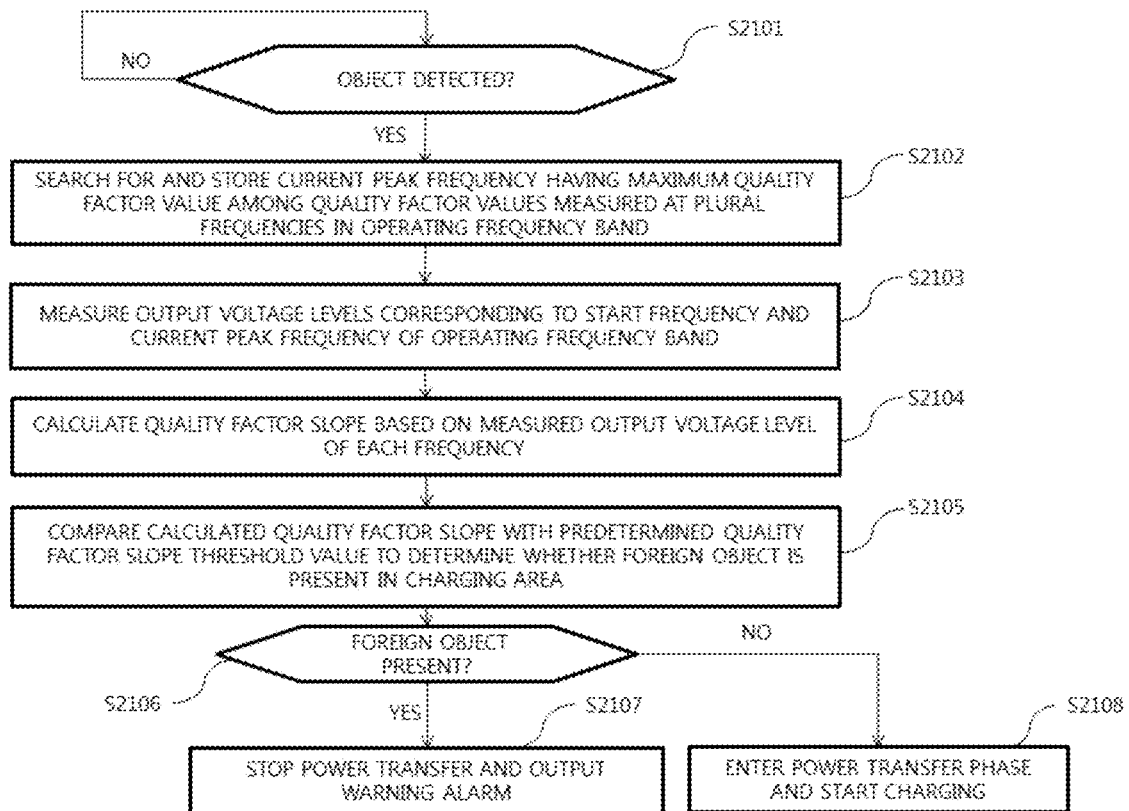 S2101
NO
OBJECT DETECTED?
YES
S2102
SEARCH FOR AND STORE CURRENT PEAK FREQUENCY HAVING MAXIMUM QUALITY
FACTOR VALUE AMONG QUALITY FACTOR VALUES MEASURED AT PLURAL
FREQUENCIES IN OPERATING FREQUENCY BAND
S2103
MEASURE OUTPUT VOLTAGE LEVELS CORRESPONDING TO START FREQUENCY AND
CURRENT PEAK FREQUENCY OF OPERATING FREQUENCY BAND
S2104
CALCULATE QUALITY FACTOR SLOPE BASED ON MEASURED OUTPUT VOLTAGE LEVEL
OF EACH FREQUENCY
S2105
COMPARE CALCULATED QUALITY FACTOR SLOPE WITH PREDETERMINED QUALITY
FACTOR SLOPE THRESHOLD VALUE TO DETERMINE WHETHER FOREIGN OBJECT IS
PRESENT IN CHARGING AREA
FOREIGN OBJECT
PRESENT?
NO
S2106
YES
S2107
S2108
STOP POWER TRANSFER AND OUTPUT
WARNING ALARM
ENTER POWER TRANSFER PHASE
AND START CHARGING